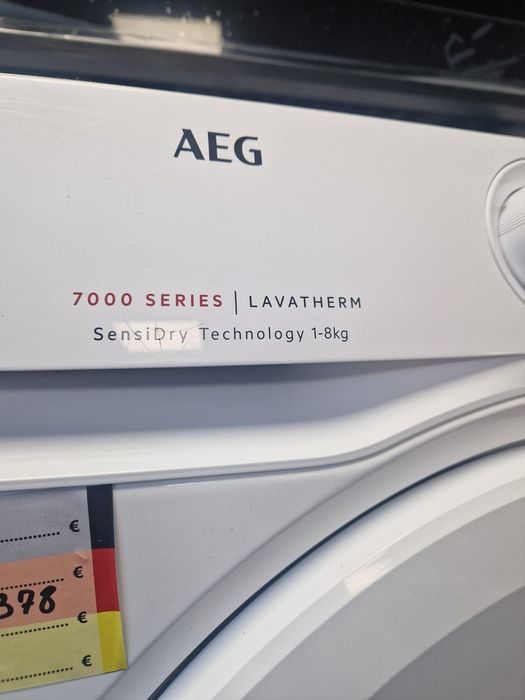 AEG
7000 SERIES | LAVATHERM
SensiDry Technology 1-8kg
€
€
378
€
€